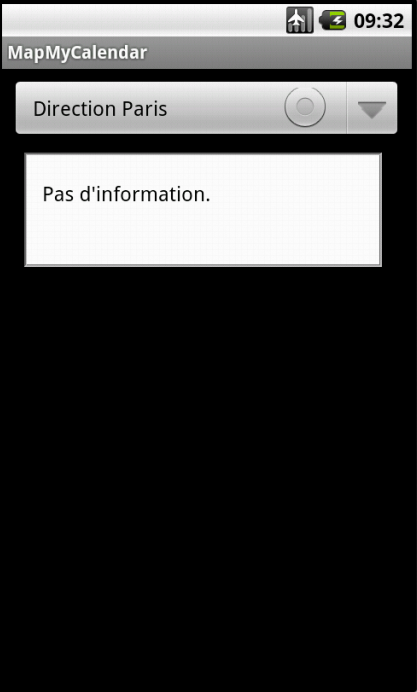 09:32
MapMyCalendar
Direction Paris
Pas d'information.